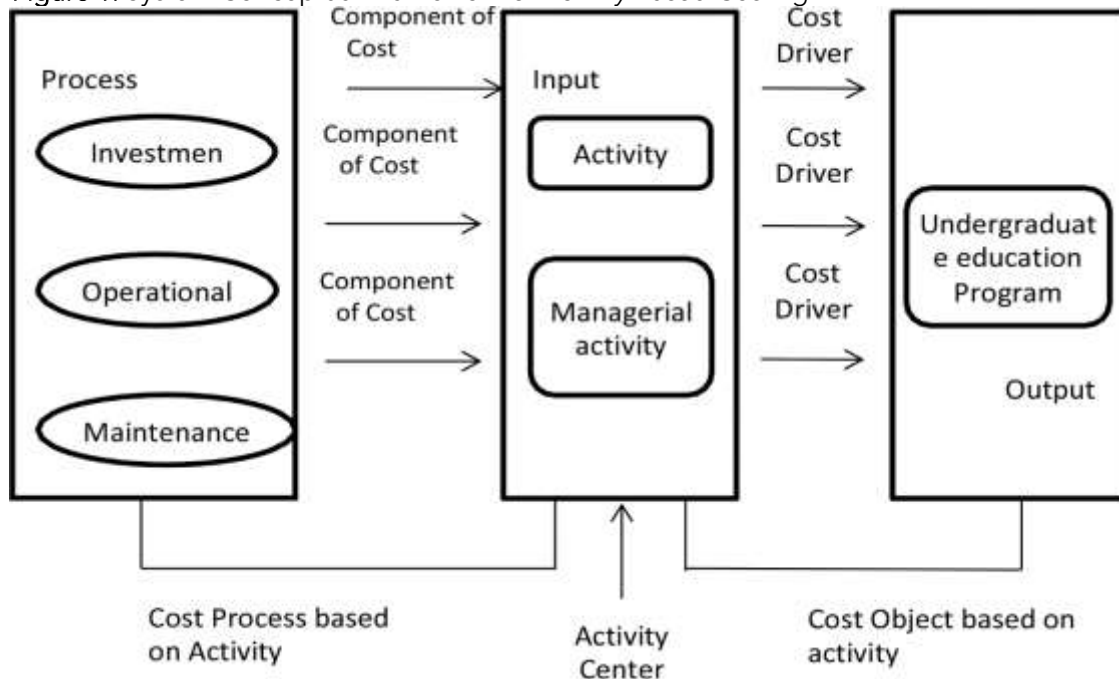 Process
Investmen
Operational
Maintenance
Component of
Cost
Component
of Cost
Component
of Cost
Input
Activity
Managerial
activity
Cost
Driver
Cost
Driver
Cost
Driver
Undergraduat
e education
Program
Output
Cost Process based
on Activity
Activity
Center
Cost Object based on
activity